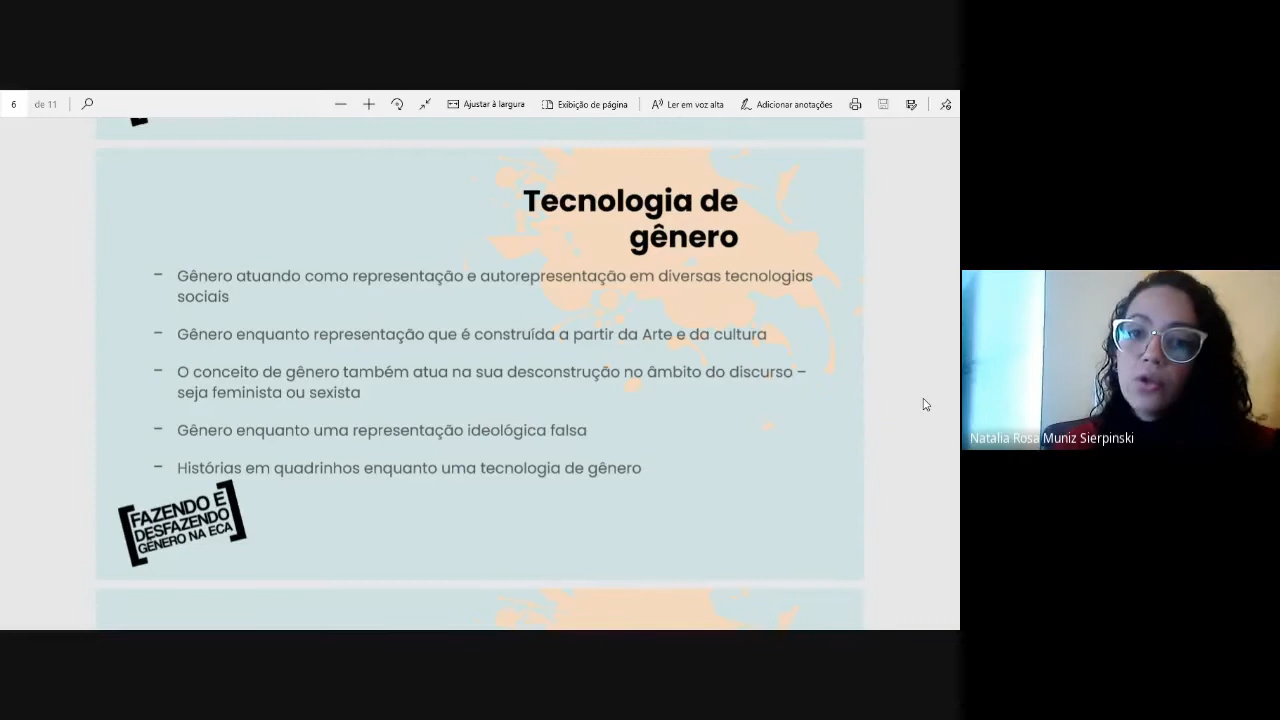 6 de 11 Ajustar à largura Exibição de página Ler em voz alta Adicionar anotações
Tecnologia de
gênero
– Gênero atuando como representação e autorepresentação em diversas tecnologias
sociais
– Gênero enquanto representação que é construída a partir da Arte e da cultura
– O conceito de gênero também atua na sua desconstrução no âmbito do discurso –
seja feminista ou sexista
– Gênero enquanto uma representação ideológica falsa
– Histórias em quadrinhos enquanto uma tecnologia de gênero
FAZENDO E
DESFAZENDO
GÊNERO NA ECA
Natália Rosa Muniz Sierpinski